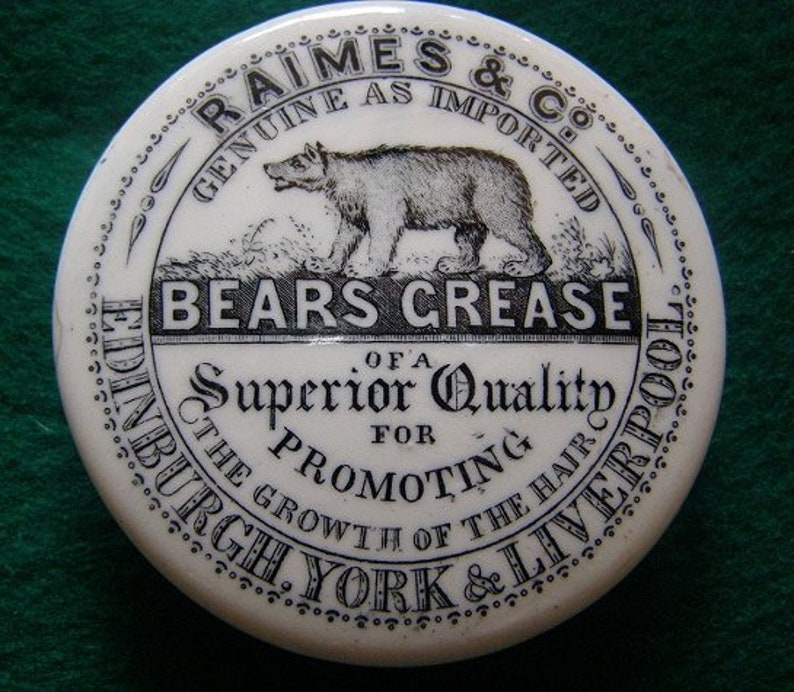 RAIMES & Co.
GENUINE AS IMPORTED
BEARS GREASE
OF A
Superior Quality
FOR
PROMOTING
THE GROWTH OF THE HAIR
EDINBURGH, YORK & LIVERPOOL.